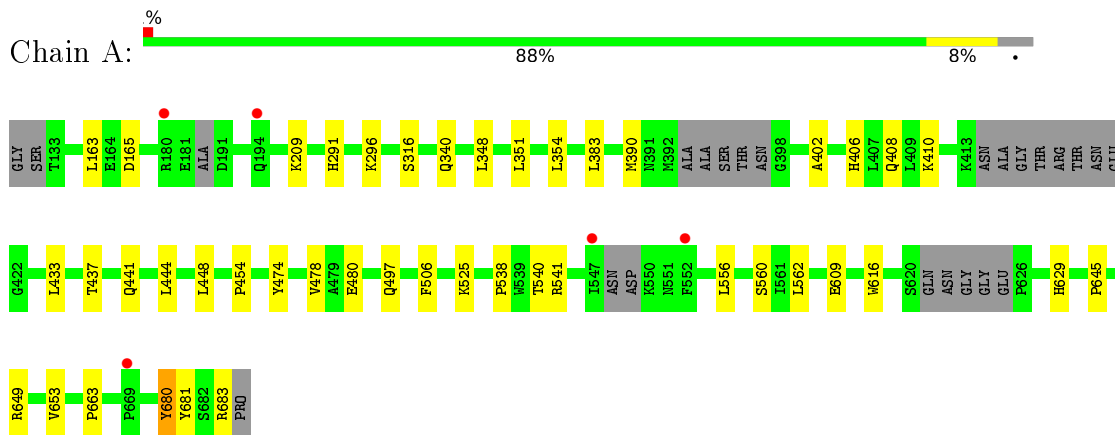 %
Chain A:
88% 8% •
GLY SER T133 L163 E164 D165 R180 E181 ALA D191 Q194 K209 H291 K296 S316 Q340 L348 L351 L354 L383 M390 N391 M392 ALA ALA SER THR ASN G398 A402 H406 L407 Q408 L409 K410 K413 ASN ALA GLY THR ARG THR ASN GLU
G422 L433 T437 Q441 L444 L448 P454 Y474 V478 A479 E480 Q497 F506 K525 P538 W539 T540 R541 I547 ASN ASP K550 N551 F552 L556 S560 I561 L562 E609 W616 S620 GLN ASN GLY GLY GLU P626 H629 P645
R649 V653 P663 P669 Y680 Y681 S682 R683 PRO